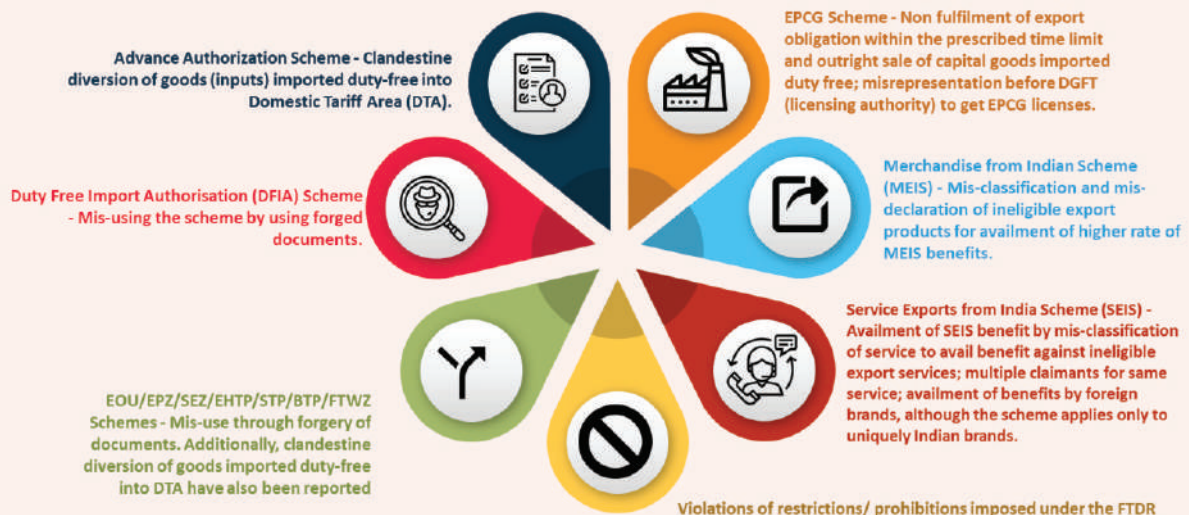 Advance Authorization Scheme - Clandestine
diversion of goods (inputs) imported duty-free into
Domestic Tariff Area (DTA).
EPCG Scheme - Non fulfilment of export
obligation within the prescribed time limit
and outright sale of capital goods imported
duty free; misrepresentation before DGFT
(licensing authority) to get EPCG licenses.
Duty Free Import Authorisation (DFIA) Scheme
- Mis-using the scheme by using forged
documents.
Merchandise from Indian Scheme
(MEIS) - Mis-classification and mis-
declaration of ineligible export
products for availment of higher rate of
MEIS benefits.
EOU/EPZ/SEZ/EHTP/STP/BTP/FTWZ
Schemes - Mis-use through forgery of
documents. Additionally, clandestine
diversion of goods imported duty-free
into DTA have also been reported
Service Exports from India Scheme (SEIS) -
Availment of SEIS benefit by mis-classification
of service to avail benefit against ineligible
export services; multiple claimants for same
service; availment of benefits by foreign
brands, although the scheme applies only to
uniquely Indian brands.
Violations of restrictions/ prohibitions imposed under the FTDR